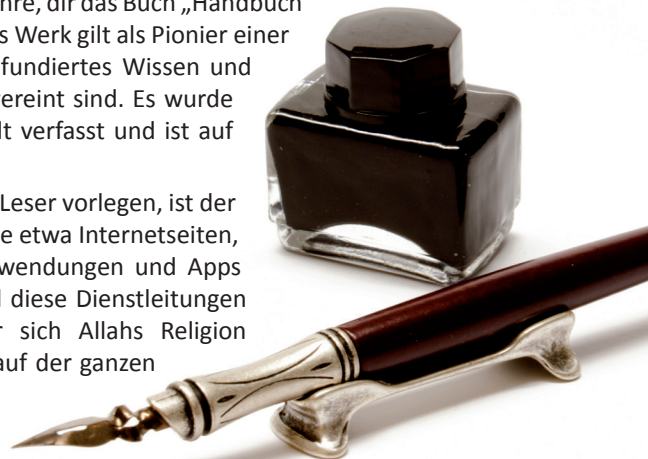 hre, dir das Buch „Handbuch
s Werk gilt als Pionier einer
fundiertes Wissen und
ereint sind. Es wurde
lt verfasst und ist auf
Leser vorlegen, ist der
e etwa Internetseiten,
wendungen und Apps
diese Dienstleitungen
sich Allahs Religion
auf der ganzen